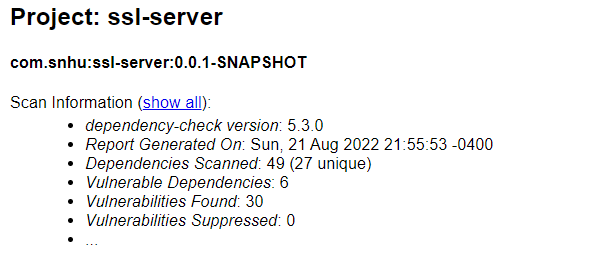 Project: ssl-server
com.snhu:ssl-server:0.0.1-SNAPSHOT
Scan Information (show all):
• dependency-check version: 5.3.0
• Report Generated On: Sun, 21 Aug 2022 21:55:53 -0400
• Dependencies Scanned: 49 (27 unique)
• Vulnerable Dependencies: 6
• Vulnerabilities Found: 30
• Vulnerabilities Suppressed: 0
• ...